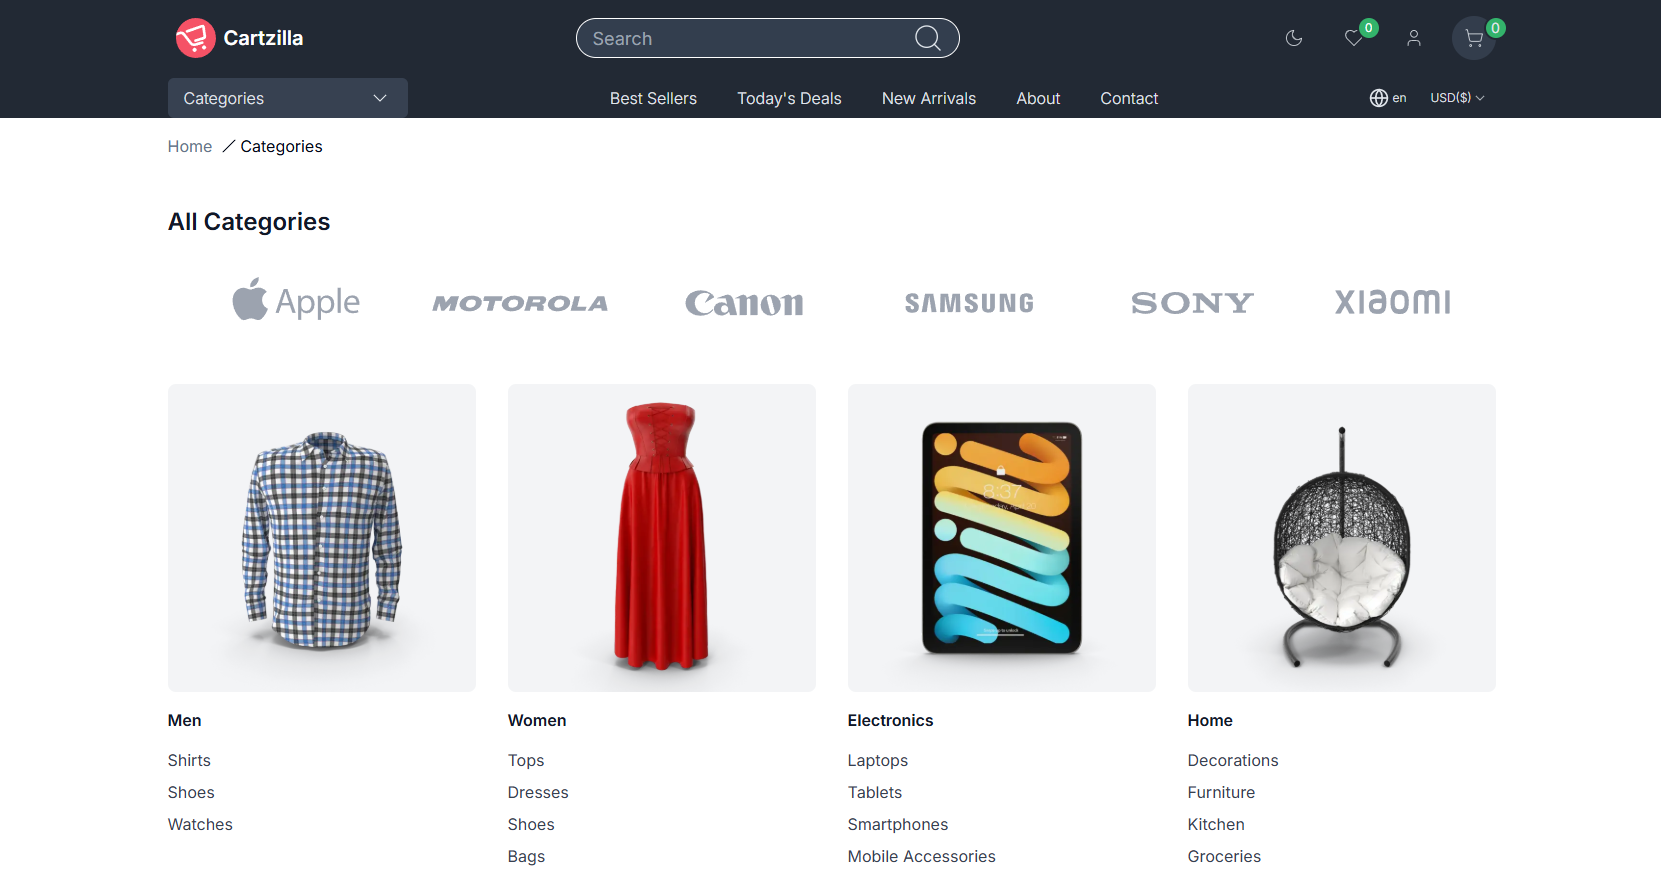 Cartzilla
Search
0
0
Categories
Best Sellers
Today's Deals
New Arrivals
About
Contact
en
USD($)
Home / Categories
All Categories
Apple
MOTOROLA
Canon
SAMSUNG
SONY
xiaomi
8:37
Men
Women
Electronics
Home
Shirts
Tops
Laptops
Decorations
Shoes
Dresses
Tablets
Furniture
Watches
Shoes
Smartphones
Kitchen
Bags
Mobile Accessories
Groceries